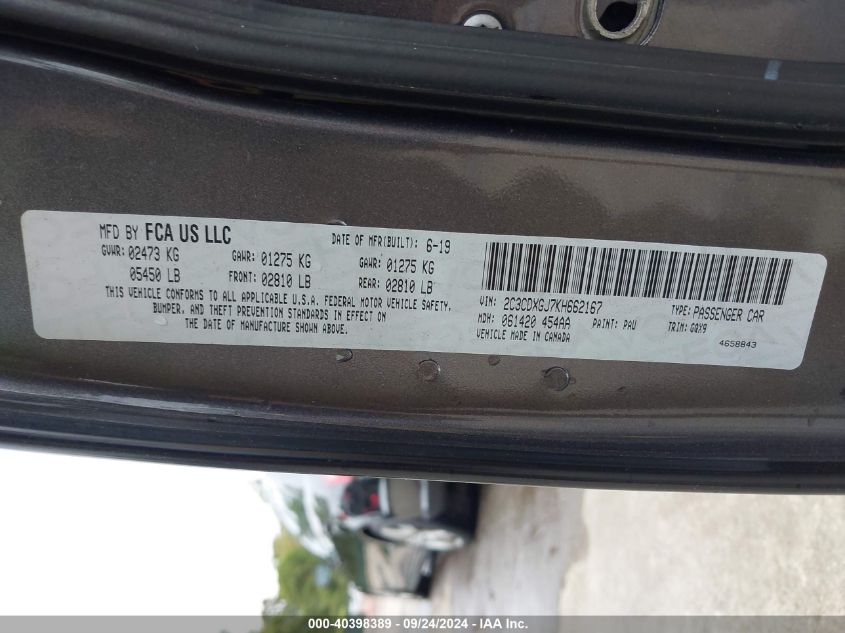 MFD BY FCA US LLC DATE OF MFR(BUILT): 6-19
GVWR: 02473 KG GAWR: 01275 KG GAWR: 01275 KG
05450 LB FRONT: 02810 LB REAR: 02810 LB
THIS VEHICLE CONFORMS TO ALL APPLICABLE U.S.A. FEDERAL MOTOR VEHICLE SAFETY,
BUMPER, AND THEFT PREVENTION STANDARDS IN EFFECT ON
THE DATE OF MANUFACTURE SHOWN ABOVE.
VIN: 2C3CDXGJ7KH662167 TYPE: PASSENGER CAR
MDH: 061420 454AA PAINT: PAU TRIM: GQX9
VEHICLE MADE IN CANADA 4658843
000-40398389 - 09/24/2024 - IAA Inc.